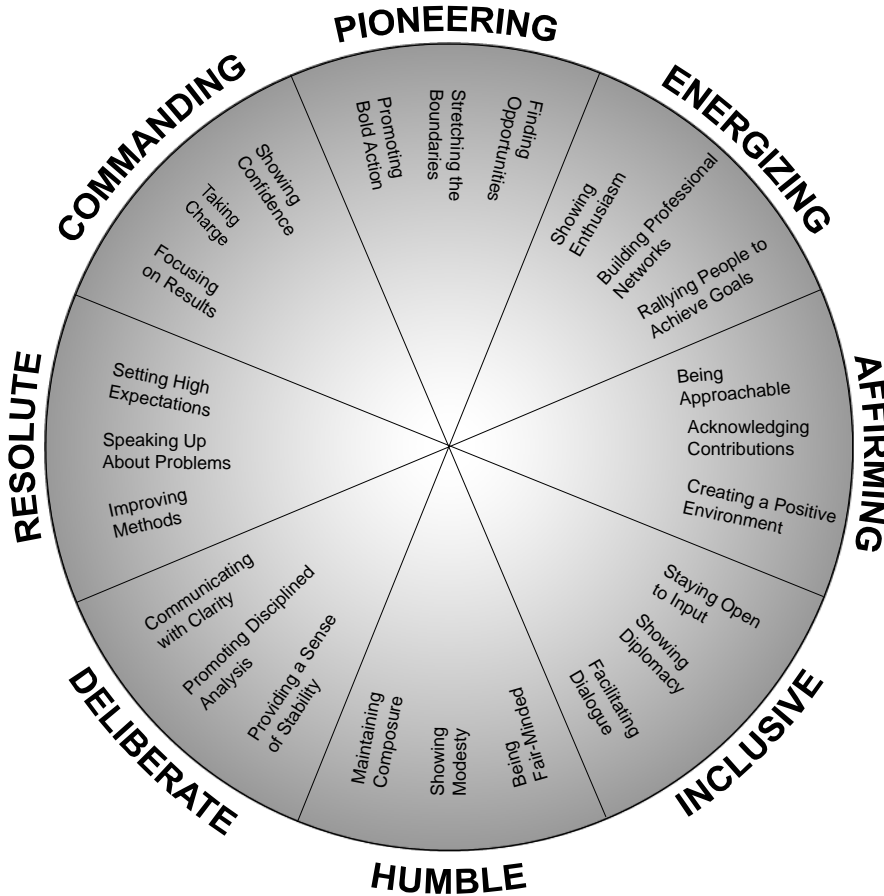 PIONEERING
Promoting
Bold Action
Stretching the
Boundaries
Finding
Opportunities
ENERGIZING
Showing
Enthusiasm
Building Professional
Networks
Rallying People to
Achieve Goals
AFFIRMING
Being
Approachable
Acknowledging
Contributions
Creating a Positive
Environment
INCLUSIVE
Staying Open
to Input
Showing
Diplomacy
Facilitating
Dialogue
HUMBLE
Being
Fair-Minded
Showing
Modesty
Maintaining
Composure
DELIBERATE
Providing a Sense
of Stability
Promoting Disciplined
Analysis
Communicating
with Clarity
RESOLUTE
Improving
Methods
Speaking Up
About Problems
Setting High
Expectations
COMMANDING
Focusing
on Results
Taking
Charge
Showing
Confidence